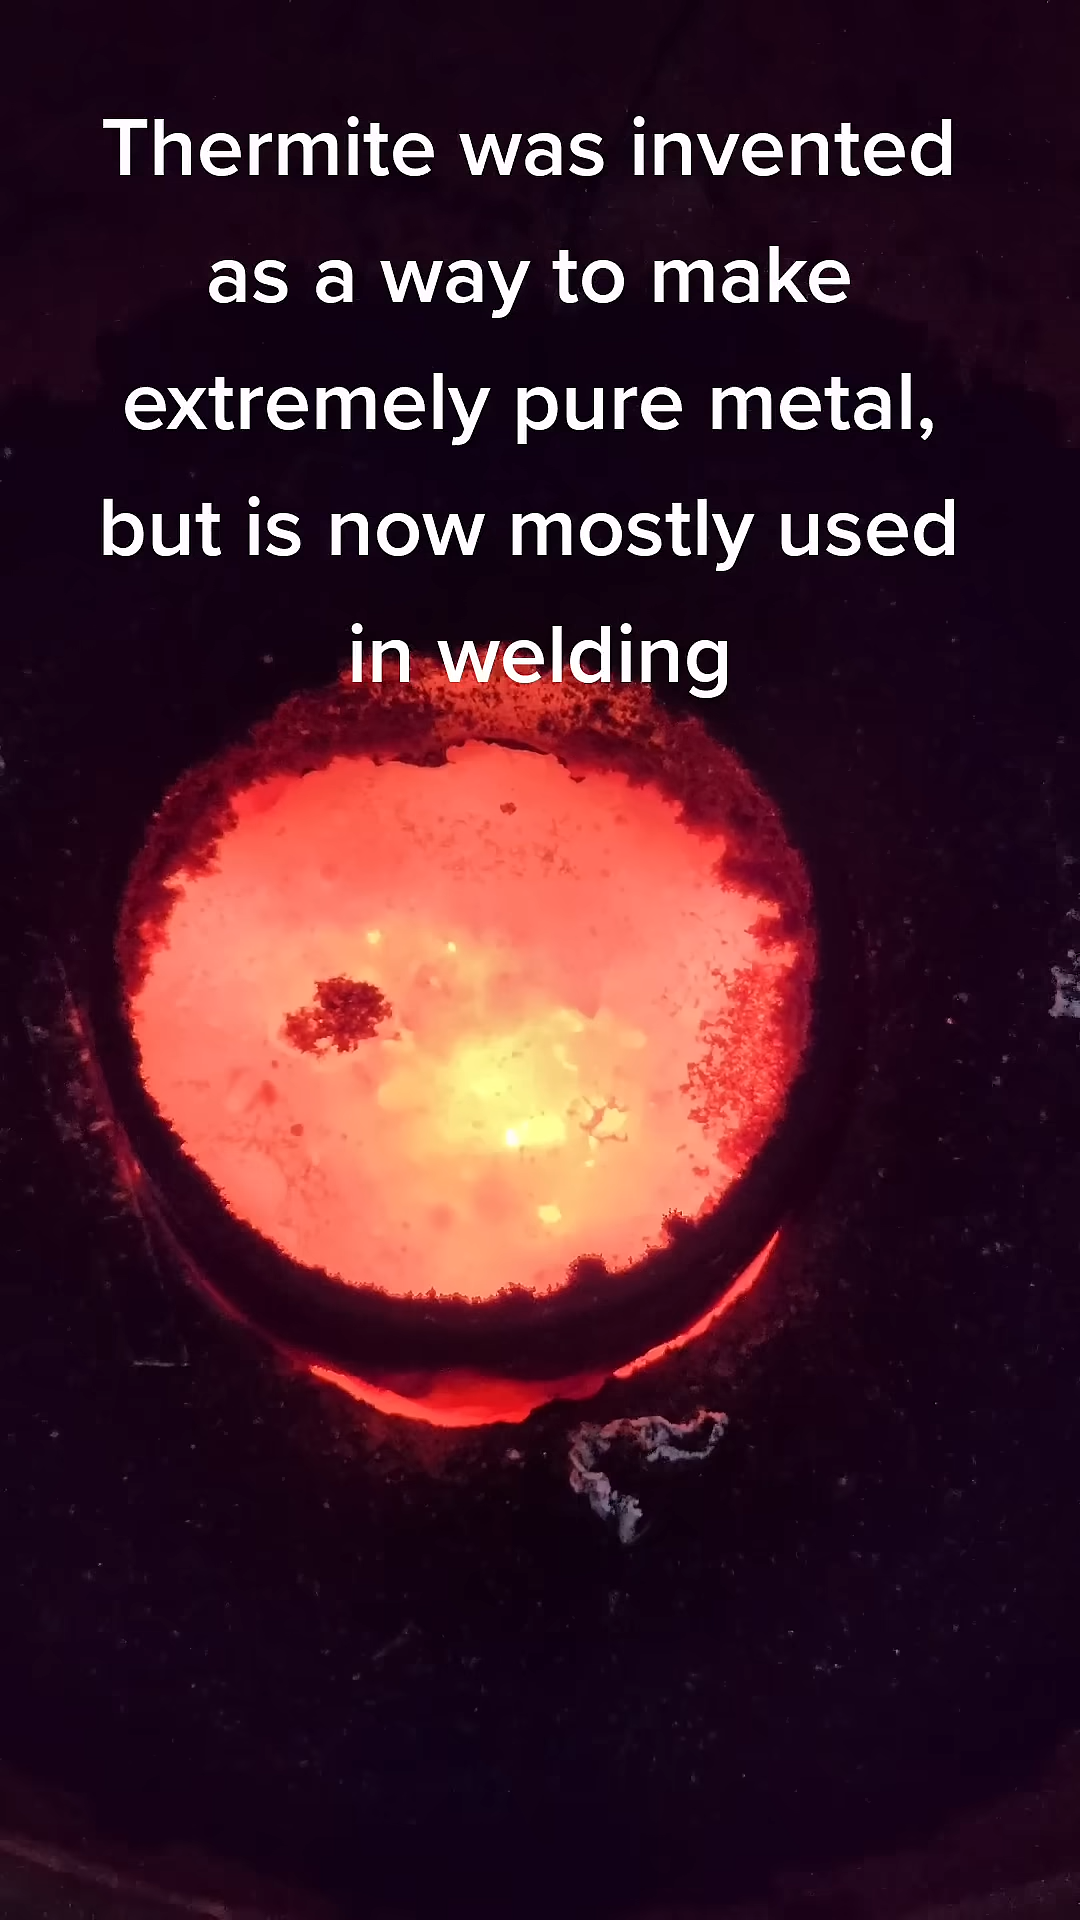 Thermite was invented
as a way to make
extremely pure metal,
but is now mostly used
in welding